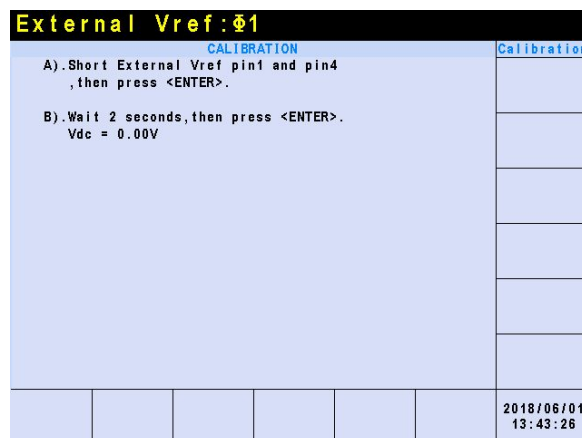 External Vref:Φ1
CALIBRATION
Calibration
A).Short External Vref pin1 and pin4
,then press <ENTER>.
B).Wait 2 seconds,then press <ENTER>.
Vdc = 0.00V
2018/06/01
13:43:26